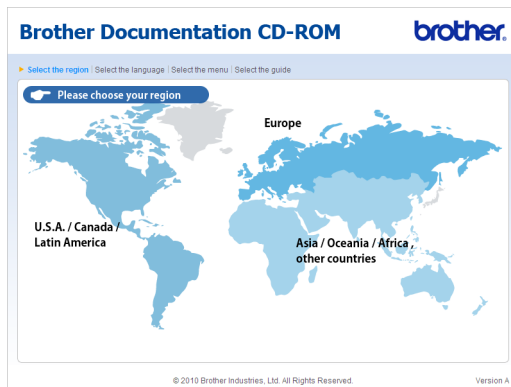 Brother Documentation CD-ROM
brother.
Select the region | Select the language | Select the menu | Select the guide
Please choose your region
Europe
U.S.A. / Canada /
Latin America
Asia / Oceania / Africa ,
other countries
© 2010 Brother Industries, Ltd. All Rights Reserved.
Version A